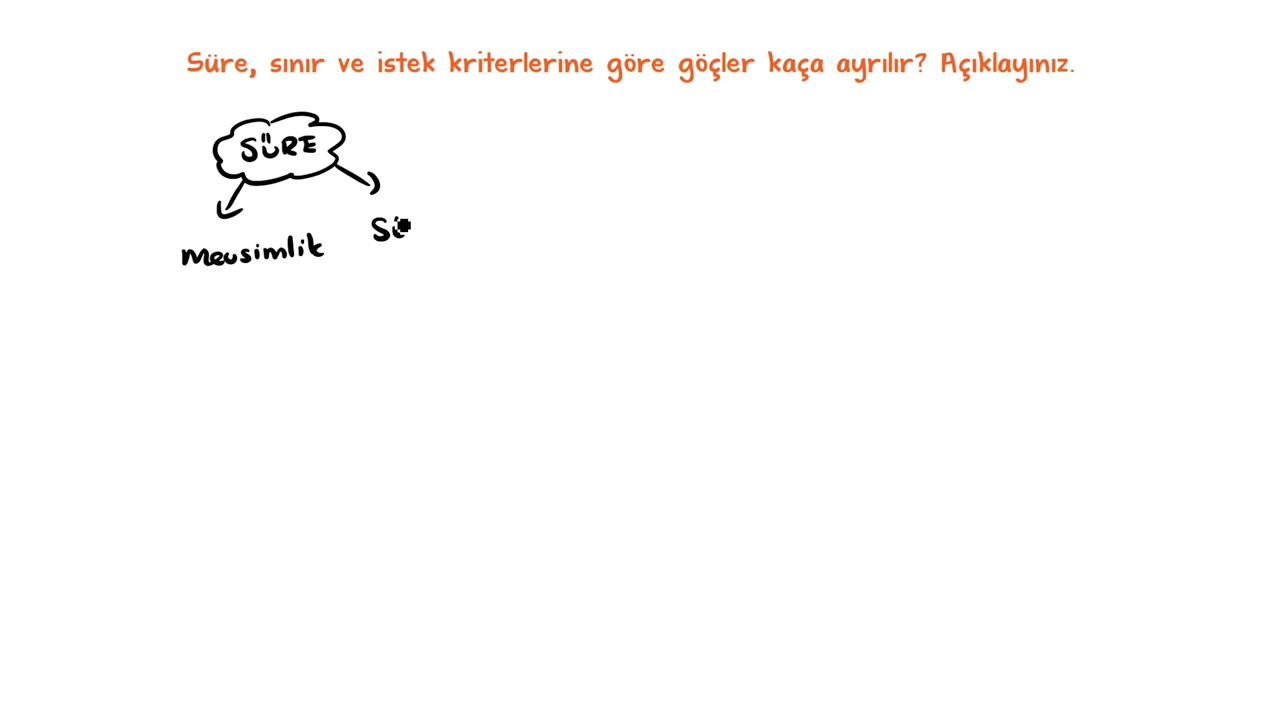 Süre, sınır ve istek kriterlerine göre göçler kaça ayrılır? Açıklayınız.
SÜRE
mevsimlik